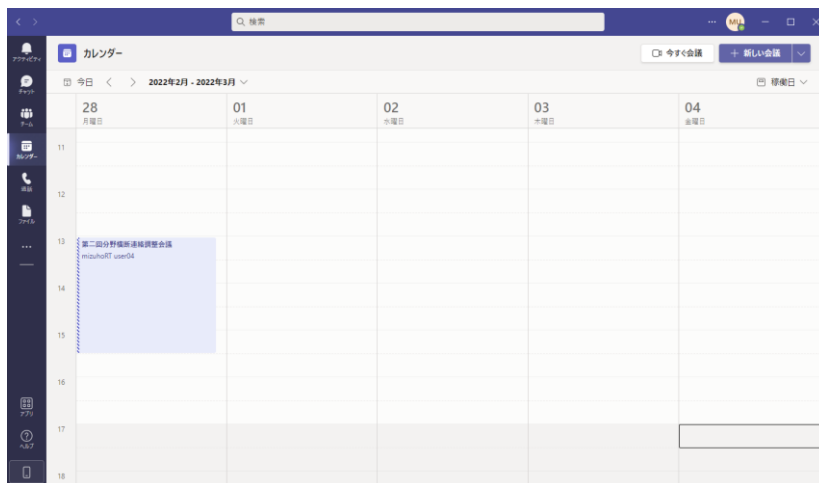 検索
MU
アクティビティ
チャット
チーム
カレンダー
通話
ファイル
アプリ
ヘルプ
カレンダー
今すぐ会議
+ 新しい会議
今日
2022年2月 - 2022年3月
稼働日
28
月曜日
01
火曜日
02
水曜日
03
木曜日
04
金曜日
11
12
13
14
15
16
17
18
第二回分野横断連絡調整会議
mizuhoRT user04